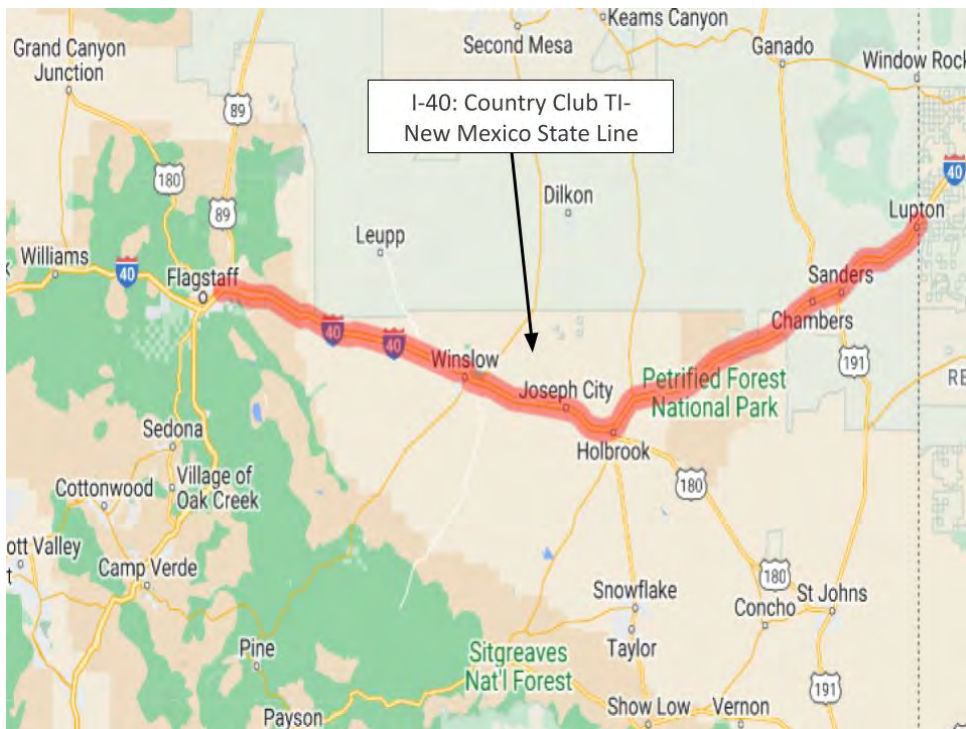 Grand Canyon
Junction
Second Mesa
Keams Canyon
Ganado
Window Rock
I-40: Country Club TI-
New Mexico State Line
89
180
89
Dilkon
Leupp
40
Lupton
Williams
40
Flagstaff
Sanders
Chambers
40
40
Winslow
191
Joseph City
Petrified Forest
National Park
RE
Holbrook
Sedona
180
Village of
Oak Creek
Cottonwood
ott Valley
t
Camp Verde
180
Snowflake
Concho
St Johns
Taylor
Pine
Sitgreaves
Nat'l Forest
191
Payson
Show Low
Vernon